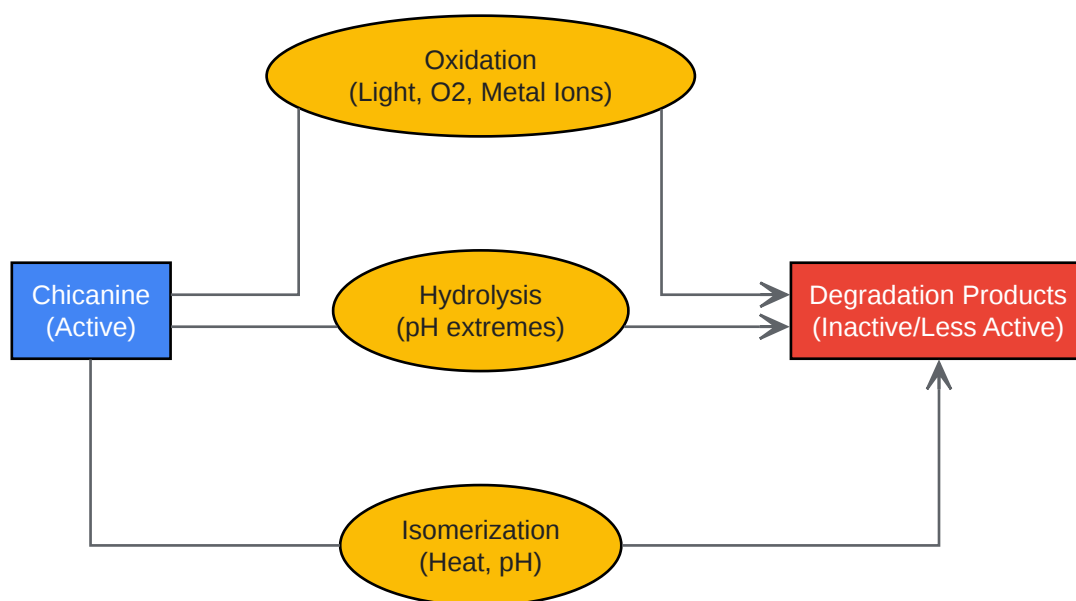 Oxidation
(Light, O2, Metal Ions)
Chicanine
(Active)
Hydrolysis
(pH extremes)
Degradation Products
(Inactive/Less Active)
Isomerization
(Heat, pH)